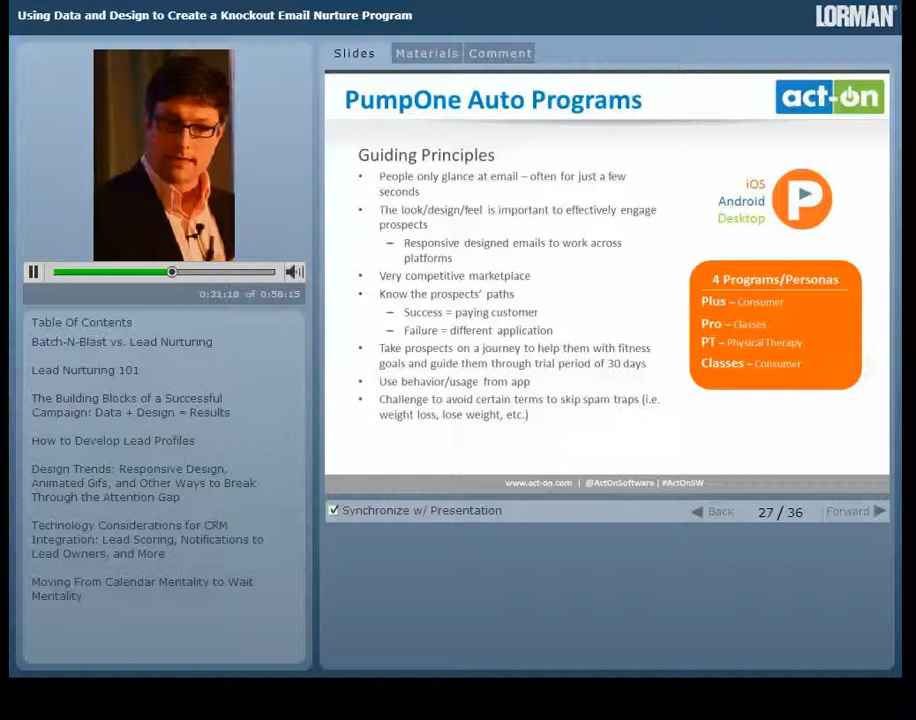 Using Data and Design to Create a Knockout Email Nurture Program
LORMAN
Slides
Materials
Comment
0:31:18 of 0:58:15
Table Of Contents
Batch-N-Blast vs. Lead Nurturing
Lead Nurturing 101
The Building Blocks of a Successful
Campaign: Data + Design = Results
How to Develop Lead Profiles
Design Trends: Responsive Design,
Animated Gifs, and Other Ways to Break
Through the Attention Gap
Technology Considerations for CRM
Integration: Lead Scoring, Notifications to
Lead Owners, and More
Moving From Calendar Mentality to Wait
Mentality
PumpOne Auto Programs
act-on
Guiding Principles
• People only glance at email – often for just a few
seconds
• The look/design/feel is important to effectively engage
prospects
– Responsive designed emails to work across
platforms
• Very competitive marketplace
• Know the prospects' paths
– Success = paying customer
– Failure = different application
• Take prospects on a journey to help them with fitness
goals and guide them through trial period of 30 days
• Use behavior/usage from app
• Challenge to avoid certain terms to skip spam traps (i.e.
weight loss, lose weight, etc.)
iOS
Android
Desktop
P
4 Programs/Personas
Plus – Consumer
Pro – Classes
PT – Physical Therapy
Classes – Consumer
www.act-on.com | @ActOnSoftware | #ActOnSW
Synchronize w/ Presentation
Back
27 / 36
Forward